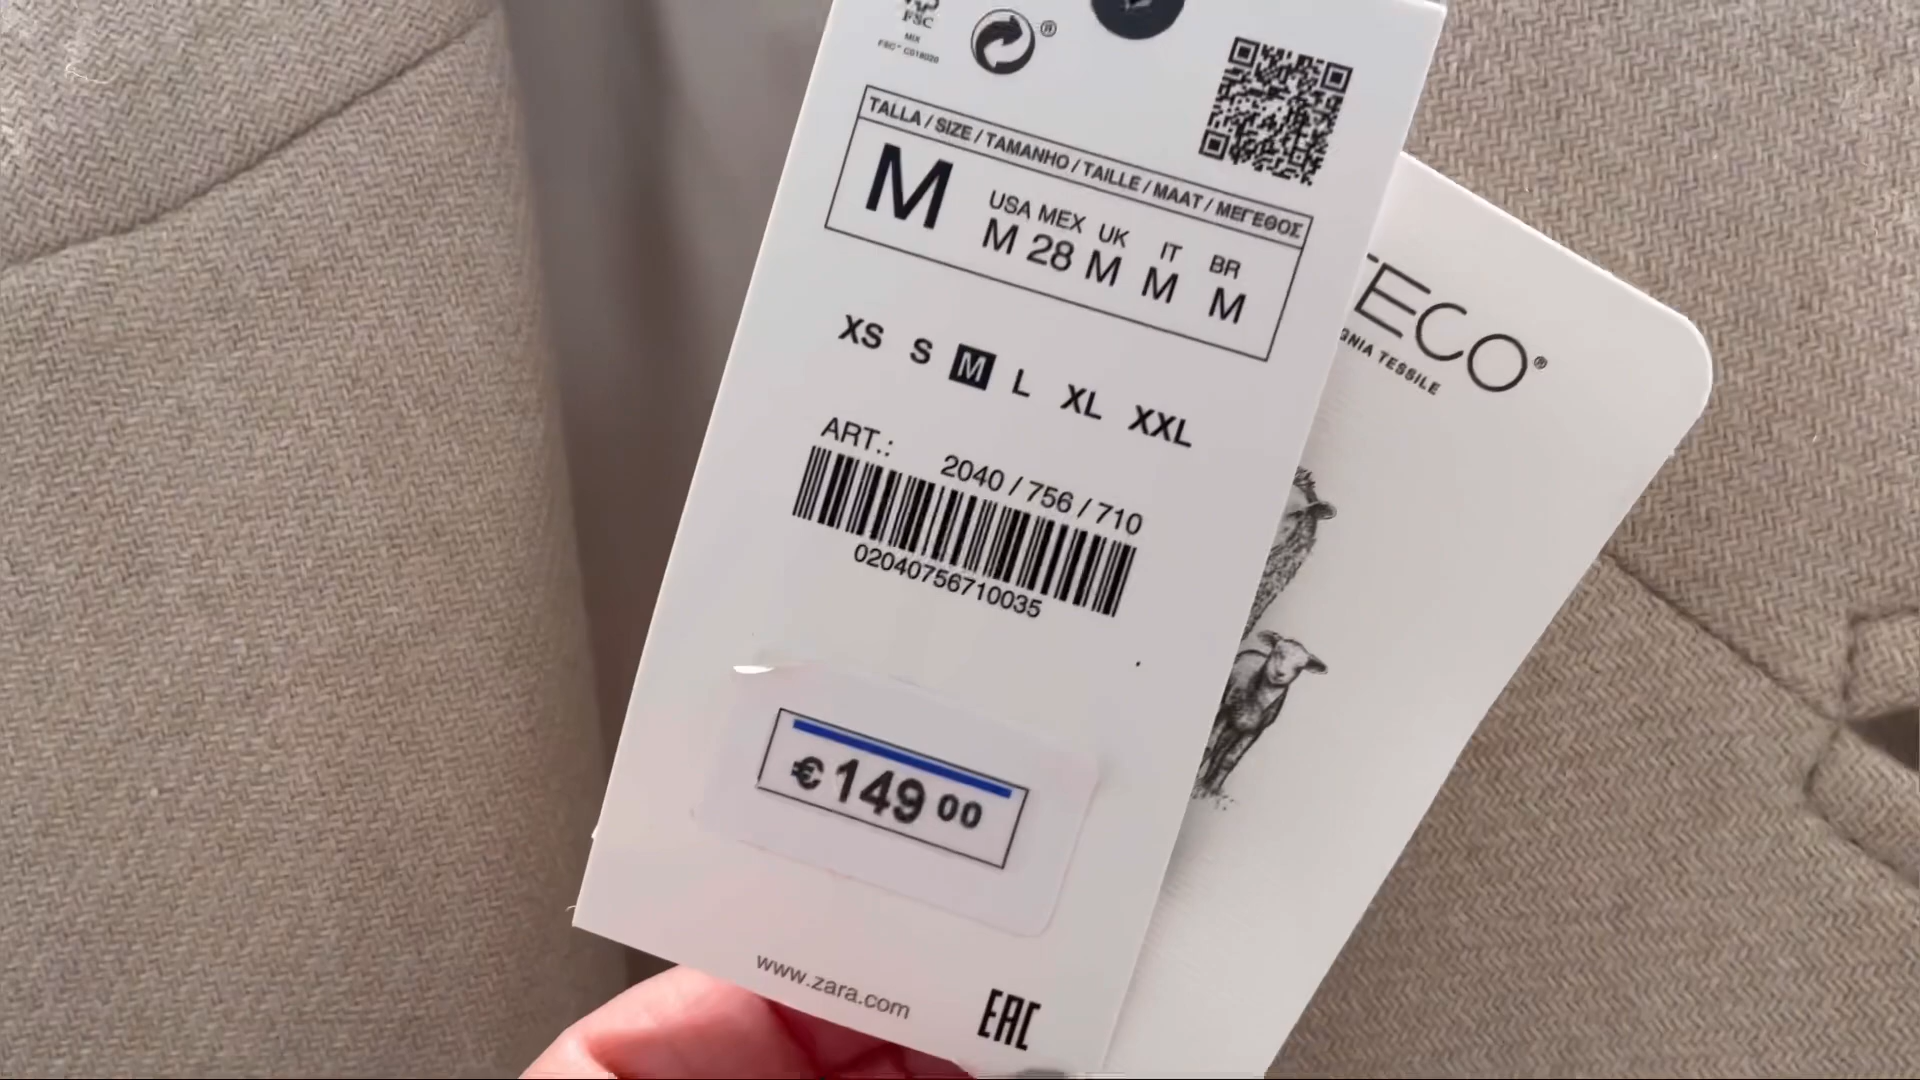 FSC
MIX
FSC™ C018020
®
TALLA / SIZE / TAMANHO / TAILLE / MAAT / ΜΕΓΕΘΟΣ
M
USA MEX UK IT BR
M 28 M M M
XS S M L XL XXL
ART.: 2040 / 756 / 710
02040756710035
€149 00
www.zara.com
EAC
TECO®
TESSILE